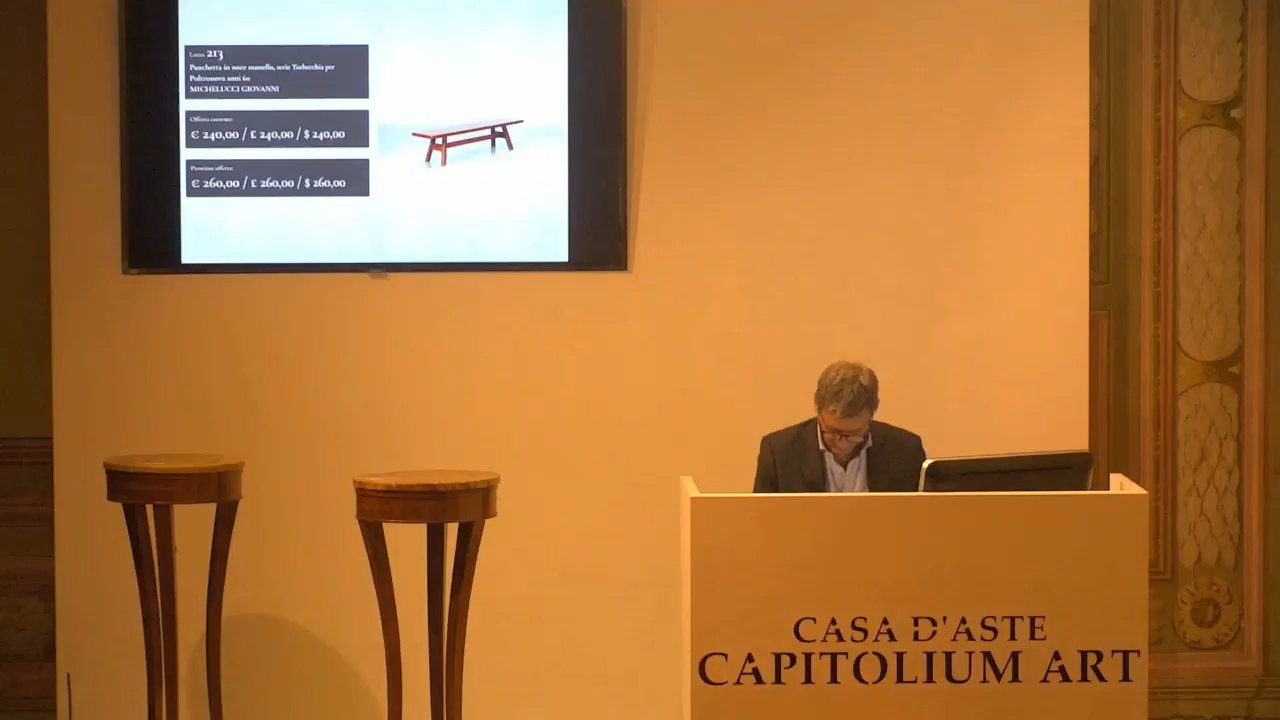 Lotto: 213
Panchetta in noce massello, serie Torbecchia per
Poltronova anni 60
MICHELUCCI GIOVANNI
Offerta corrente:
€ 240,00 / £ 240,00 / $ 240,00
Prossima offerta:
€ 260,00 / £ 260,00 / $ 260,00
CASA D'ASTE
CAPITOLIUM ART